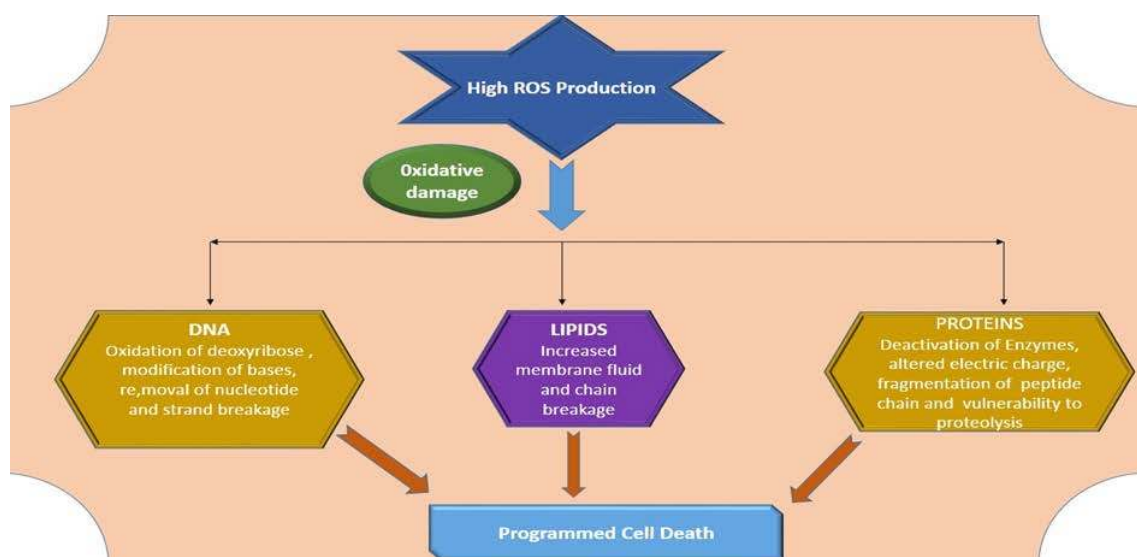 High ROS Production
0xidative
damage
DNA
Oxidation of deoxyribose ,
modification of bases,
re,moval of nucleotide
and strand breakage
LIPIDS
Increased
membrane fluid
and chain
breakage
PROTEINS
Deactivation of Enzymes,
altered electric charge,
fragmentation of peptide
chain and vulnerability to
proteolysis
Programmed Cell Death